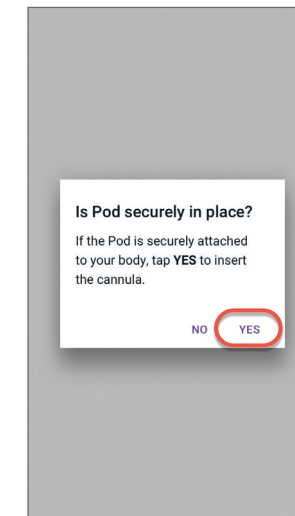 Is Pod securely in place?
If the Pod is securely attached
to your body, tap YES to insert
the cannula.
NO YES